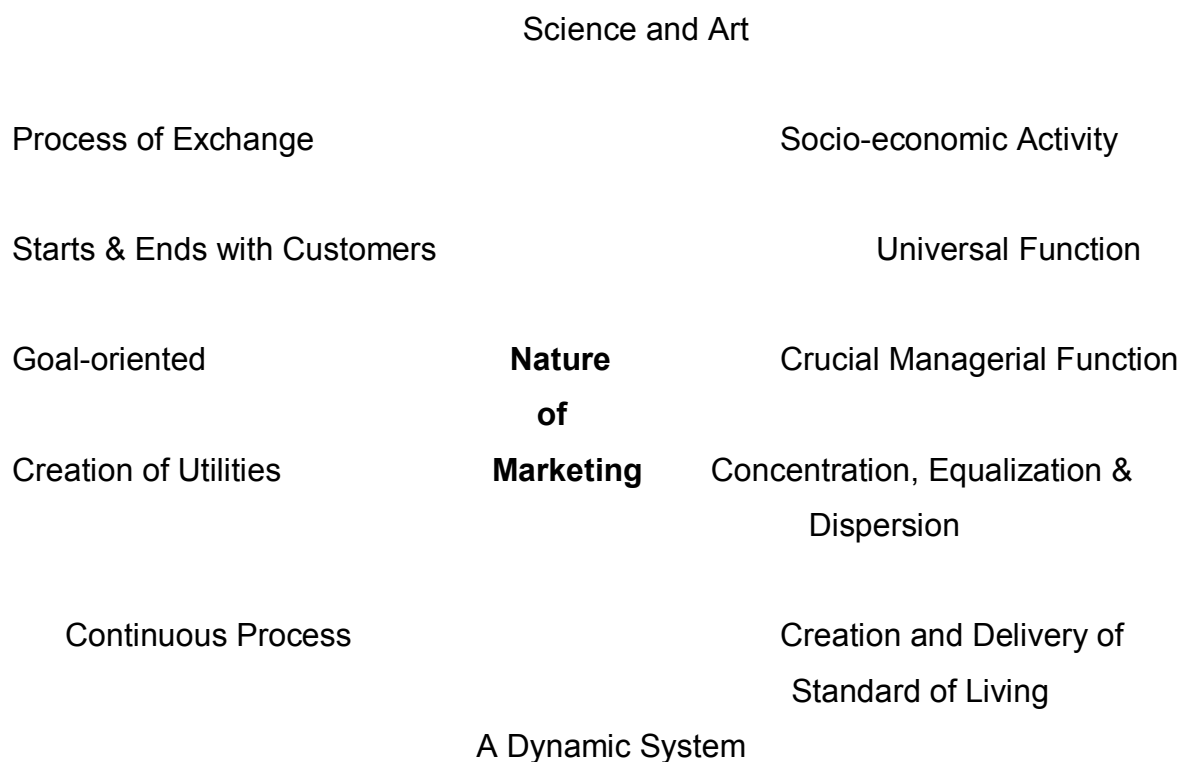 Science and Art
Process of Exchange Socio-economic Activity
Starts & Ends with Customers Universal Function
Goal-oriented Nature Crucial Managerial Function
of
Creation of Utilities Marketing Concentration, Equalization &
Dispersion
Continuous Process Creation and Delivery of
Standard of Living
A Dynamic System